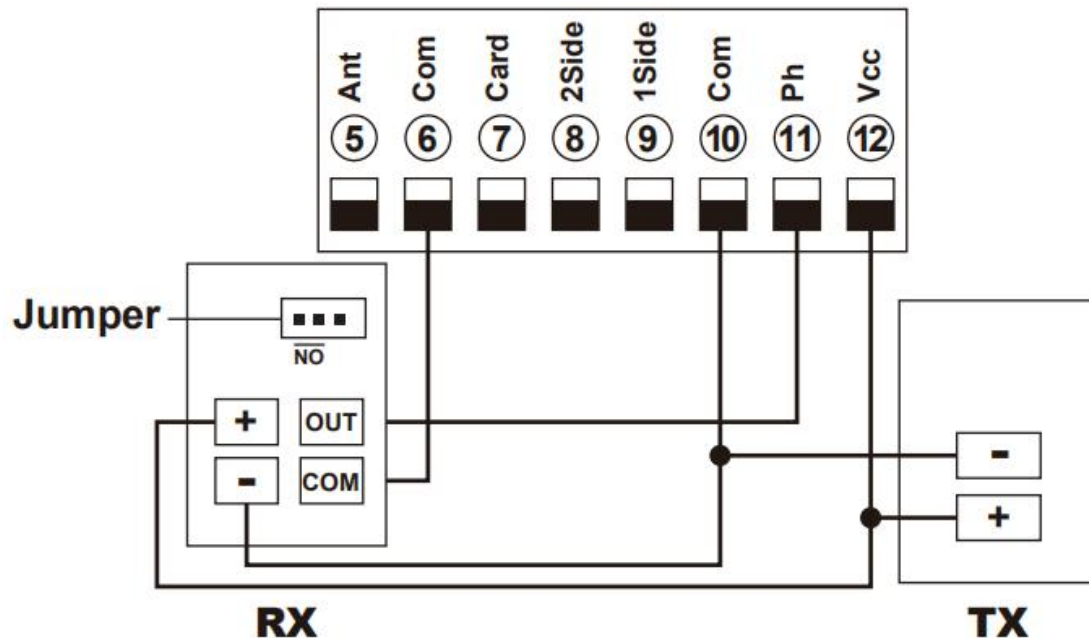 Ant Com Card 2Side 1Side Com Ph Vcc
5 6 7 8 9 10 11 12
Jumper
NO
+ OUT
- COM
-
+
RX TX